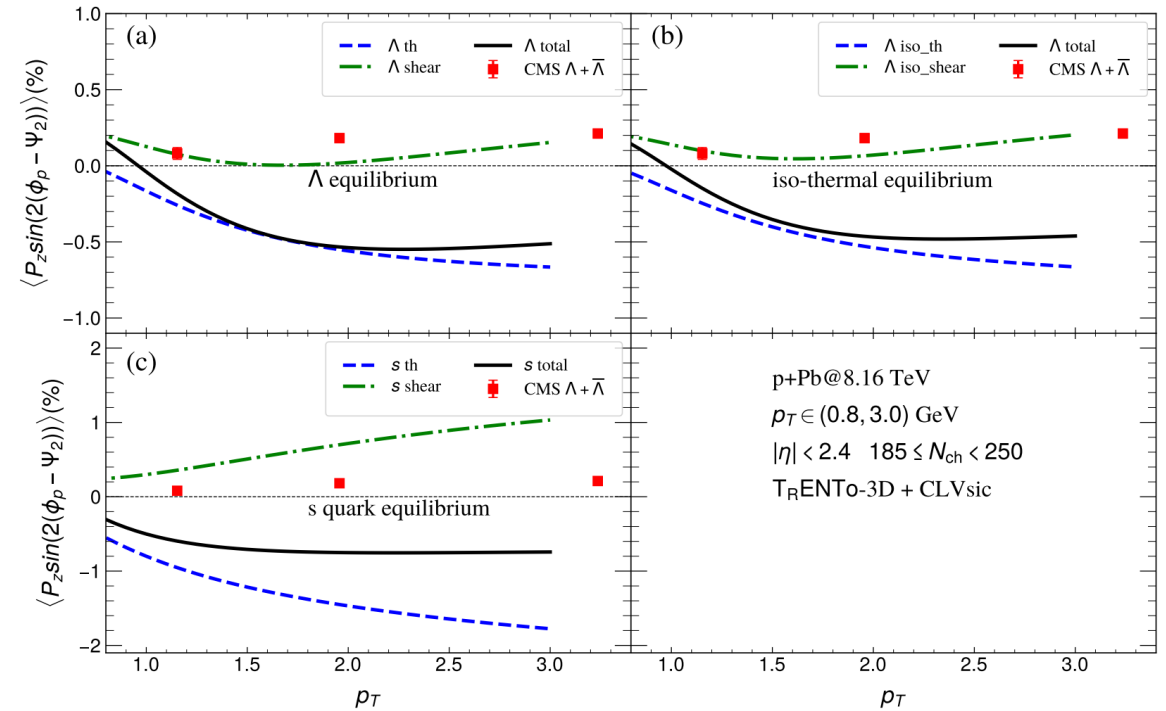 (a)
Λ th
Λ shear
Λ total
CMS Λ + Λ̅
Λ equilibrium
⟨P_z sin(2(ϕ_p − Ψ_2))⟩(%)
1.0
0.5
0.0
−0.5
−1.0
(b)
Λ iso_th
Λ iso_shear
Λ total
CMS Λ + Λ̅
iso-thermal equilibrium
(c)
s th
s shear
s total
CMS Λ + Λ̅
s quark equilibrium
⟨P_z sin(2(ϕ_p − Ψ_2))⟩(%)
2
1
0
−1
−2
1.0 1.5 2.0 2.5 3.0
p_T
p+Pb@8.16 TeV
p_T ∈ (0.8, 3.0) GeV
|η| < 2.4 185 ≤ N_ch < 250
T_RENTo-3D + CLVsic
1.0 1.5 2.0 2.5 3.0
p_T